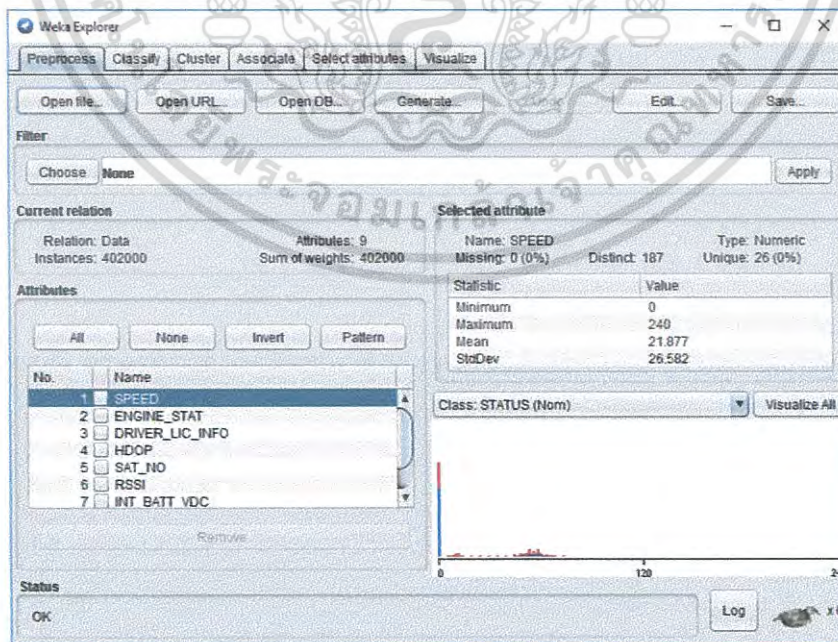 Weka Explorer
Preprocess Classify Cluster Associate Select attributes Visualize
Open file... Open URL... Open DB... Generate... Undo Edit... Save...
Filter
Choose None Apply
Current relation
Relation: Data Attributes: 9
Instances: 402000 Sum of weights: 402000
Selected attribute
Name: SPEED Type: Numeric
Missing: 0 (0%) Distinct: 187 Unique: 26 (0%)
Statistic Value
Minimum 0
Maximum 240
Mean 21.877
StdDev 26.582
Attributes
All None Invert Pattern
No. Name
1 SPEED
2 ENGINE_STAT
3 DRIVER_LIC_INFO
4 HDOP
5 SAT_NO
6 RSSI
7 INT_BATT_VDC
Remove
Class: STATUS (Nom) Visualize All
0 120
Status
OK
Log